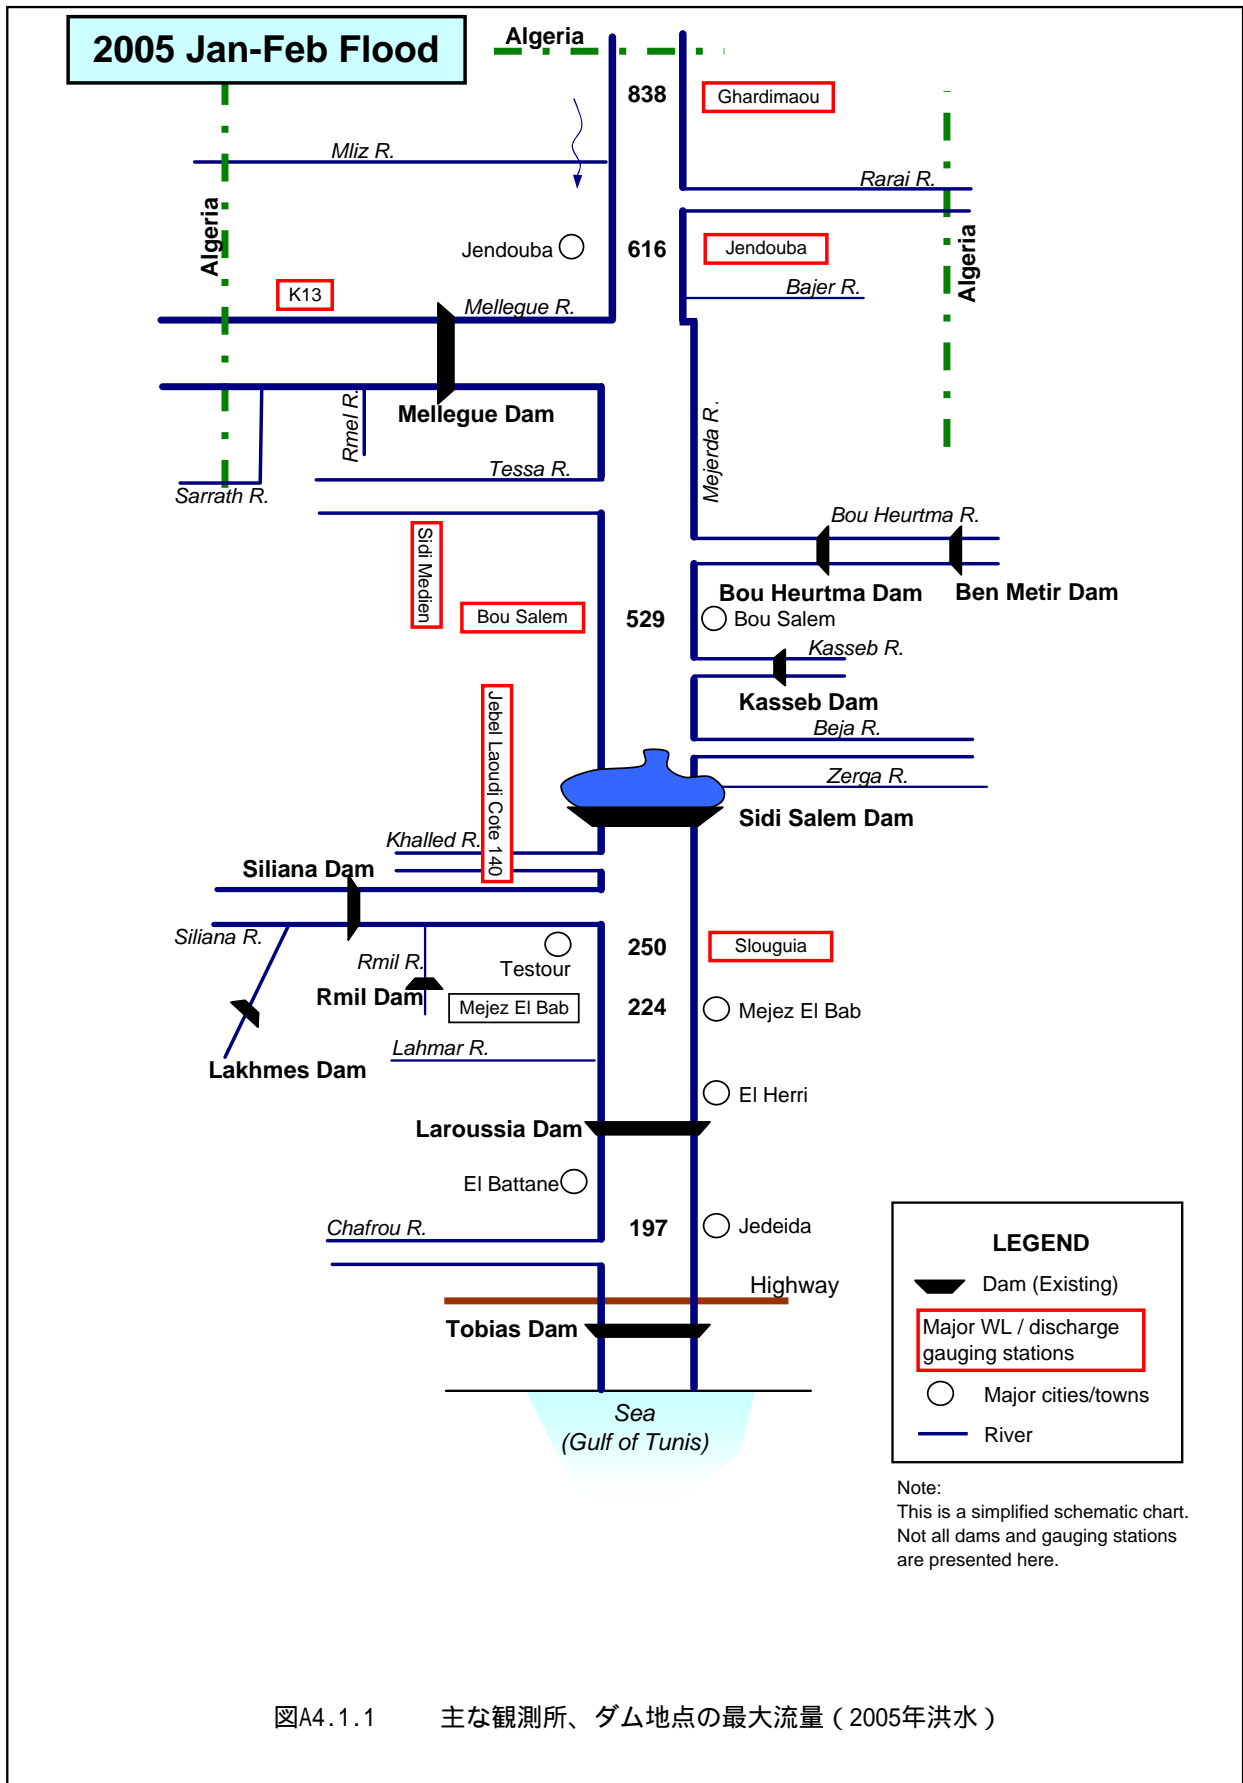 2005 Jan-Feb Flood
Algeria
838
Ghardimaou
Mliz R.
Rarai R.
Algeria
Algeria
Jendouba
616
Jendouba
K13
Mellegue R.
Bajer R.
Mellegue Dam
Rmel R.
Mejerda R.
Tessa R.
Sarrath R.
Bou Heurtma R.
Sidi Medien
Bou Heurtma Dam
Ben Metir Dam
Bou Salem
529
Bou Salem
Kasseb R.
Kasseb Dam
Jebel Laoudj Cote 140
Beja R.
Zerga R.
Sidi Salem Dam
Khalled R.
Siliana Dam
Siliana R.
Rmil R.
Testour
250
Slouguia
Rmil Dam
Mejez El Bab
224
Mejez El Bab
Lahmar R.
Lakhmes Dam
El Herri
Laroussia Dam
El Battane
Chafrou R.
197
Jedeida
Highway
Tobias Dam
Sea
(Gulf of Tunis)
LEGEND
Dam (Existing)
Major WL / discharge
gauging stations
Major cities/towns
River
Note:
This is a simplified schematic chart.
Not all dams and gauging stations
are presented here.
図A4.1.1 主な観測所、ダム地点の最大流量(2005年洪水)